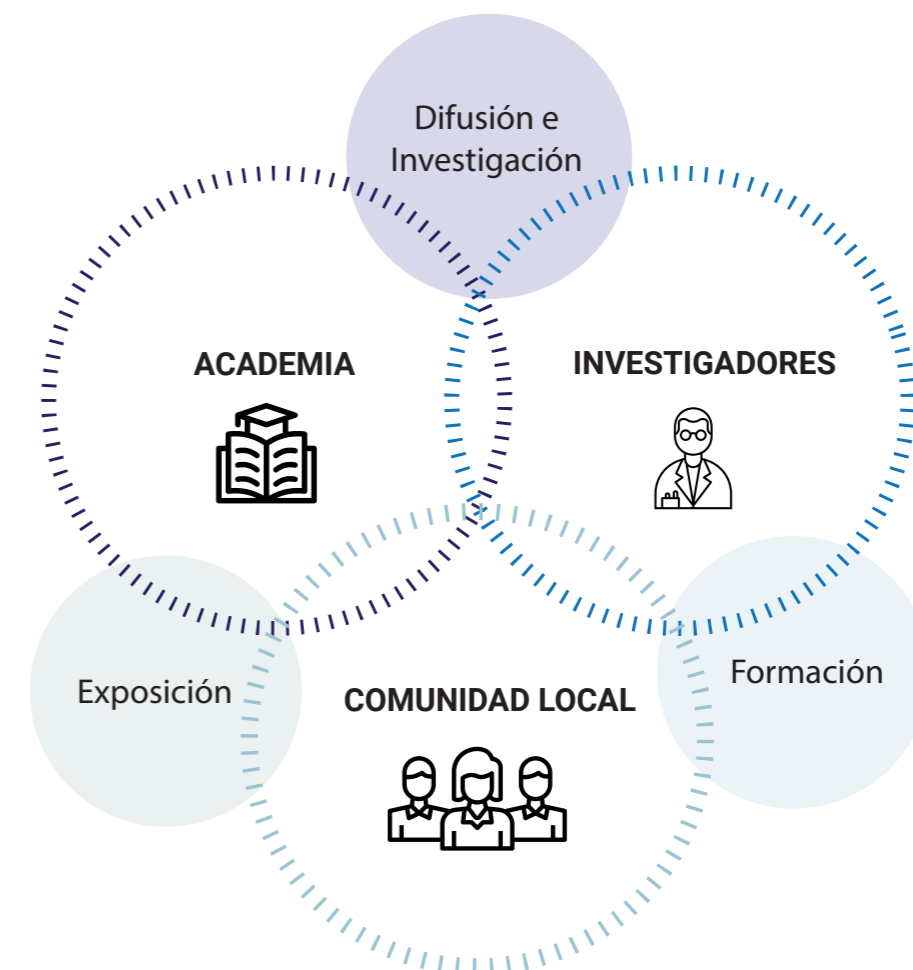 Difusión e
Investigación
ACADEMIA
INVESTIGADORES
Exposición
COMUNIDAD LOCAL
Formación